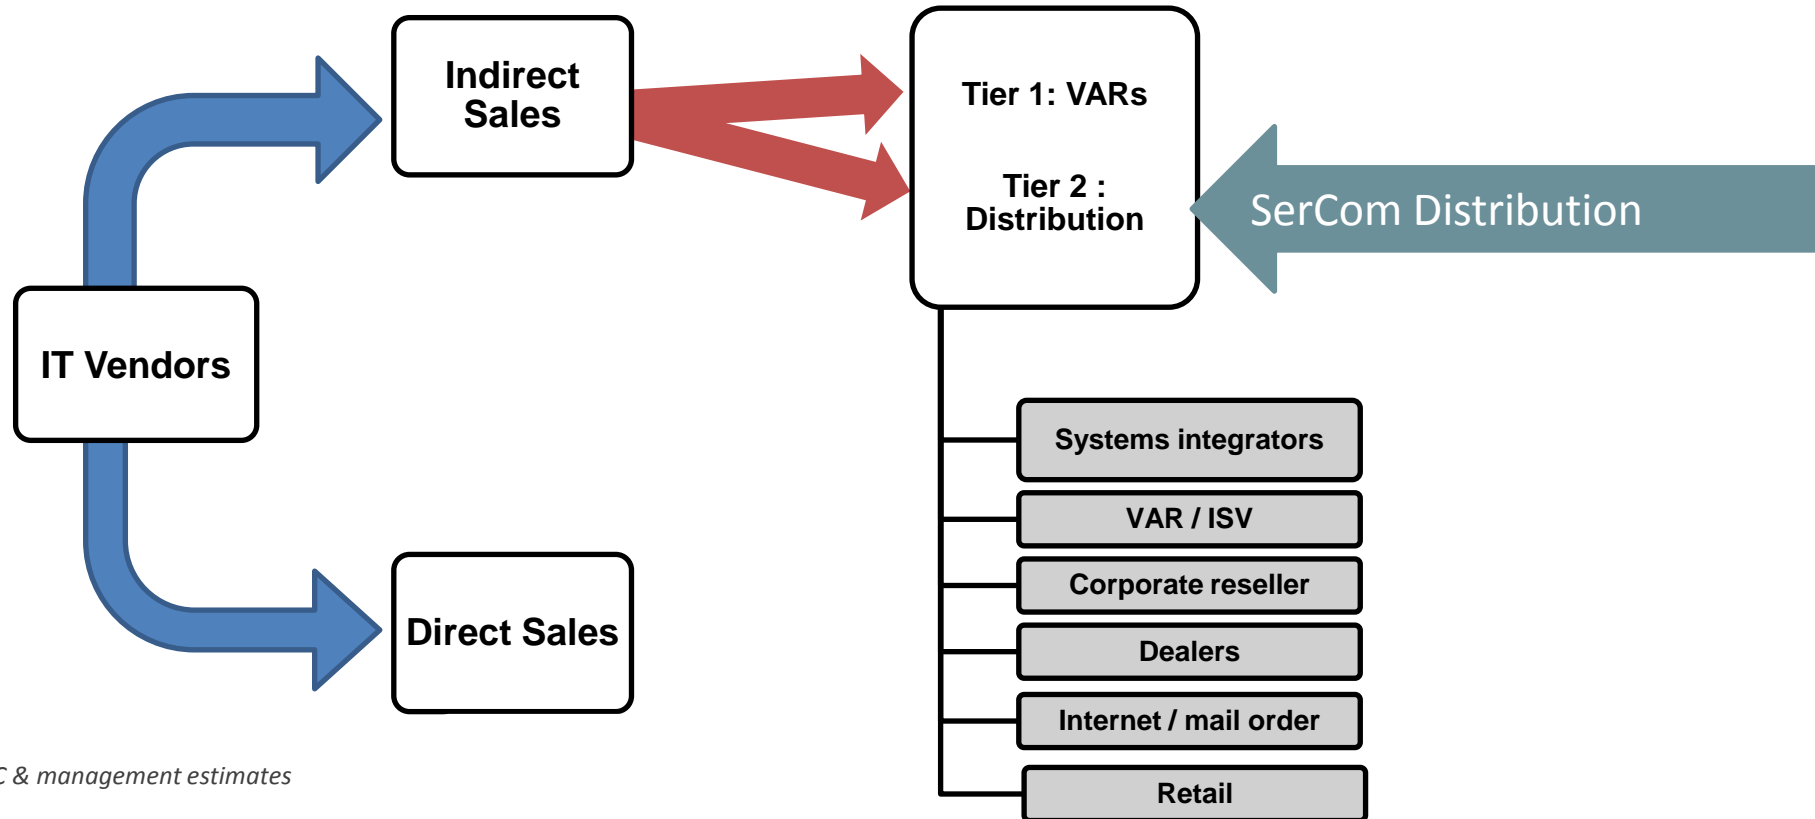 Indirect
Sales
Tier 1: VARs
Tier 2 :
Distribution
SerCom Distribution
IT Vendors
Systems integrators
VAR / ISV
Corporate reseller
Direct Sales
Dealers
Internet / mail order
& management estimates
Retail